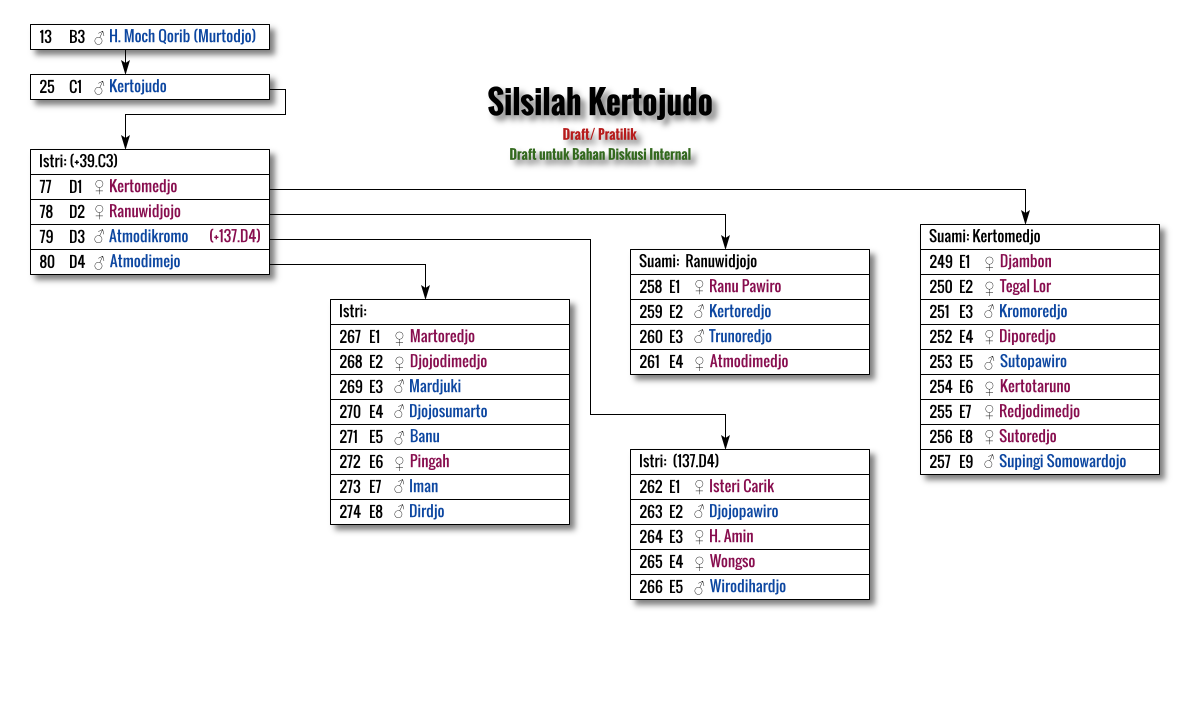 13 B3 ♂ H. Moch Qorib (Murtodjo)
25 C1 ♂ Kertojudo
Silsilah Kertojudo
Draft/ Pratilik
Draft untuk Bahan Diskusi Internal
Istri: (+39.C3)
77 D1 ♀ Kertomedjo
78 D2 ♀ Ranuwidjojo
79 D3 ♂ Atmodikromo (+137.D4)
80 D4 ♂ Atmodimejo
Istri:
267 E1 ♀ Martoredjo
268 E2 ♀ Djojodimedjo
269 E3 ♂ Mardjuki
270 E4 ♂ Djojosumarto
271 E5 ♂ Banu
272 E6 ♀ Pingah
273 E7 ♂ Iman
274 E8 ♂ Dirdjo
Suami: Ranuwidjojo
258 E1 ♀ Ranu Pawiro
259 E2 ♂ Kertoredjo
260 E3 ♂ Trunoredjo
261 E4 ♀ Atmodimedjo
Istri: (137.D4)
262 E1 ♀ Isteri Carik
263 E2 ♂ Djojopawiro
264 E3 ♀ H. Amin
265 E4 ♀ Wongso
266 E5 ♂ Wirodihardjo
Suami: Kertomedjo
249 E1 ♀ Djambon
250 E2 ♀ Tegal Lor
251 E3 ♂ Kromoredjo
252 E4 ♀ Diporedjo
253 E5 ♂ Sutopawiro
254 E6 ♀ Kertotaruno
255 E7 ♀ Redjodimedjo
256 E8 ♀ Sutoredjo
257 E9 ♂ Supingi Somowardojo